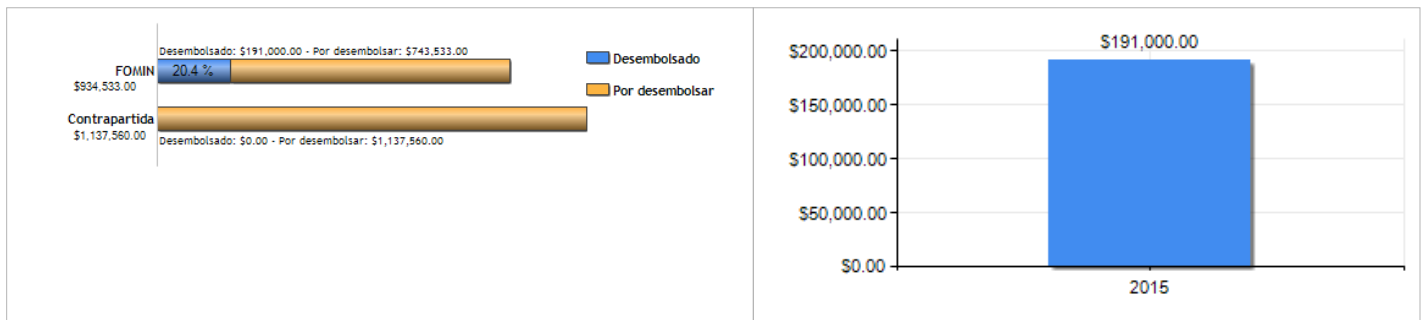 Desembolsado: $191,000.00 - Por desembolsar: $743,533.00
FOMIN
$934,533.00
20.4 %
Contrapartida
$1,137,560.00
Desembolsado: $0.00 - Por desembolsar: $1,137,560.00
Desembolsado
Por desembolsar
$191,000.00
$200,000.00
$150,000.00
$100,000.00
$50,000.00
$0.00
2015